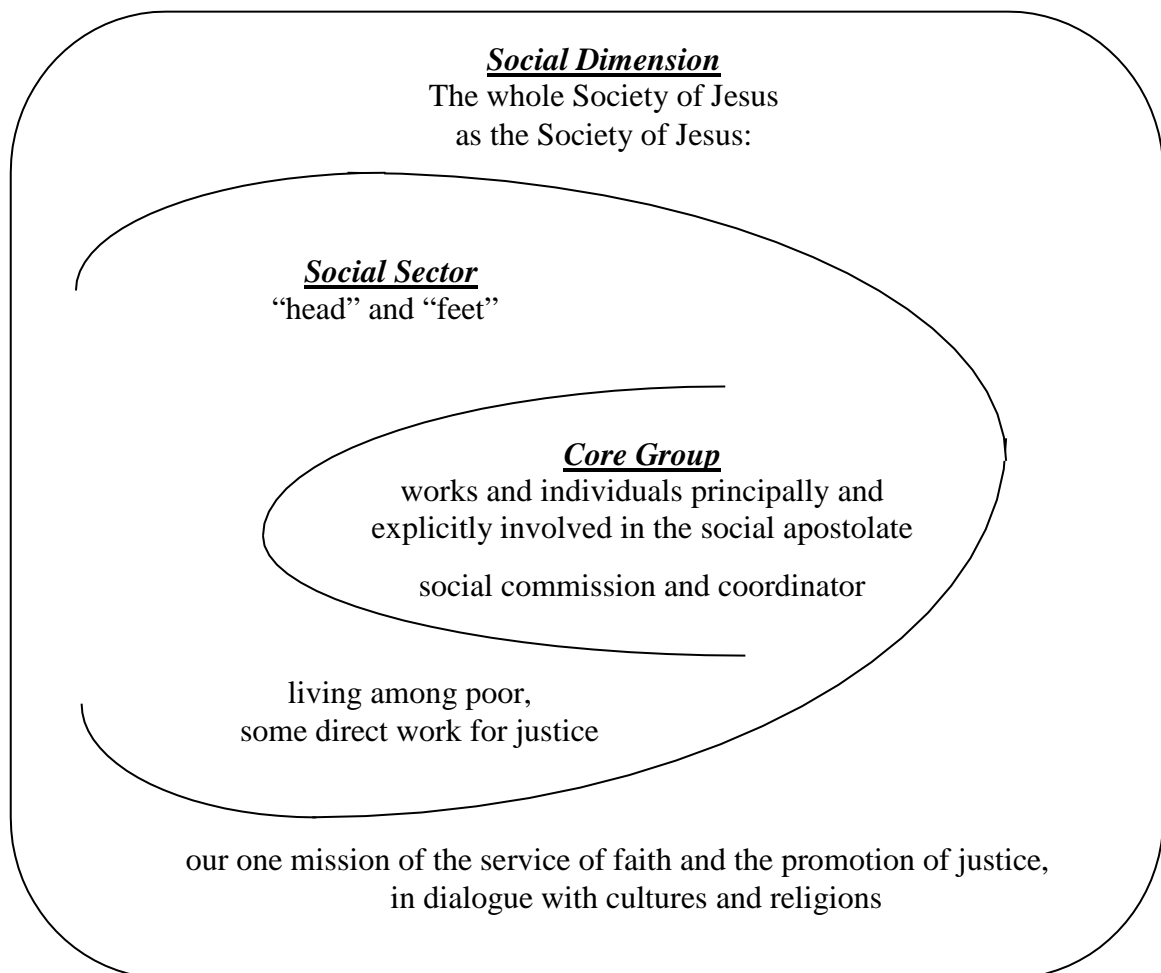 Social Dimension
The whole Society of Jesus
as the Society of Jesus:
Social Sector
“head” and “feet”
Core Group
works and individuals principally and
explicitly involved in the social apostolate
social commission and coordinator
living among poor,
some direct work for justice
our one mission of the service of faith and the promotion of justice,
in dialogue with cultures and religions